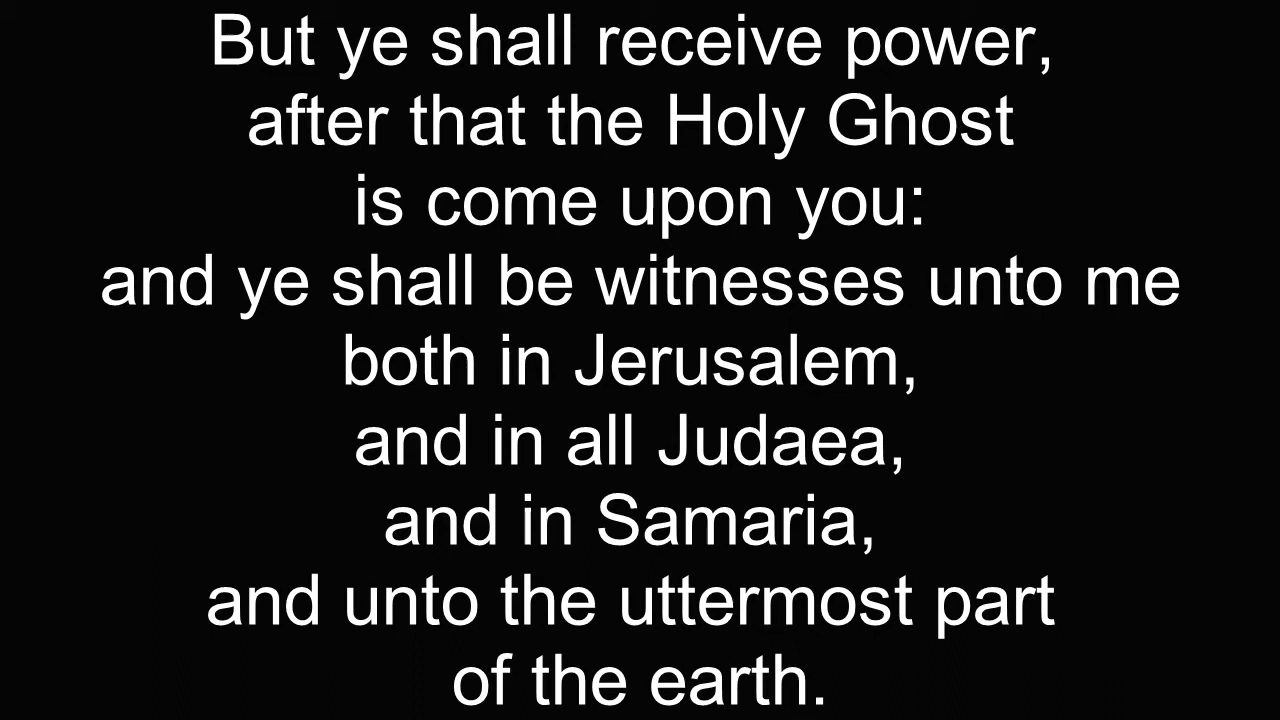 But ye shall receive power,
after that the Holy Ghost
is come upon you:
and ye shall be witnesses unto me
both in Jerusalem,
and in all Judaea,
and in Samaria,
and unto the uttermost part
of the earth.